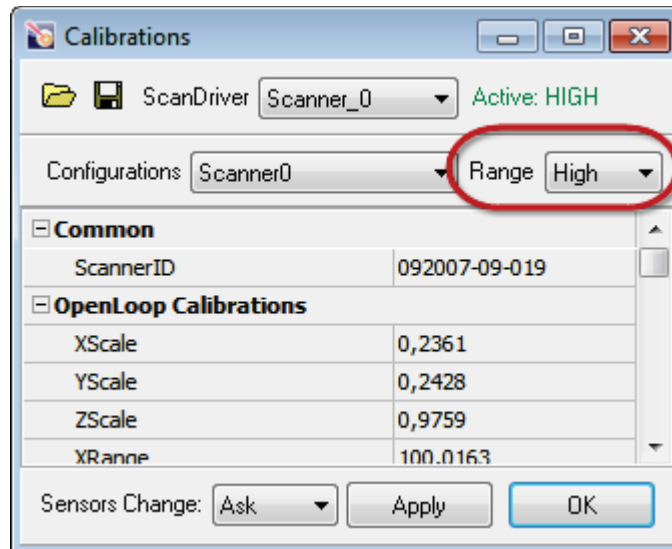 Calibrations
ScanDriver Scanner_0 Active: HIGH
Configurations Scanner0 Range High
Common
ScannerID 092007-09-019
OpenLoop Calibrations
XScale 0,2361
YScale 0,2428
ZScale 0,9759
XRange 100,0163
Sensors Change: Ask Apply OK